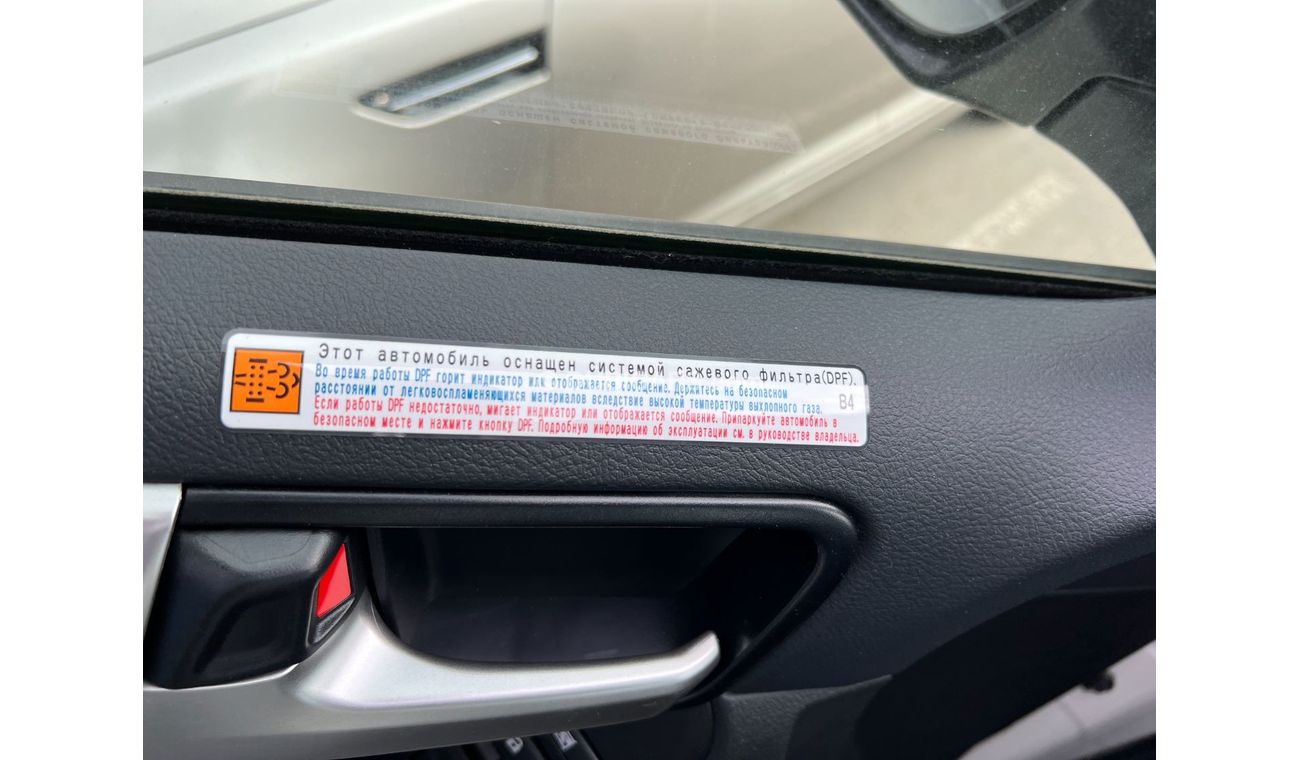 Этот автомобиль оснащен системой сажевого фильтра(DPF).
Во время работы DPF горит индикатор или отображается сообщение. Держитесь на безопасном
расстоянии от легковоспламеняющихся материалов вследствие высокой температуры выхлопного газа.
B4
Если работы DPF недостаточно, мигает индикатор или отображается сообщение. Припаркуйте автомобиль в
безопасном месте и нажмите кнопку DPF. Подробную информацию об эксплуатации см. в руководстве владельца.